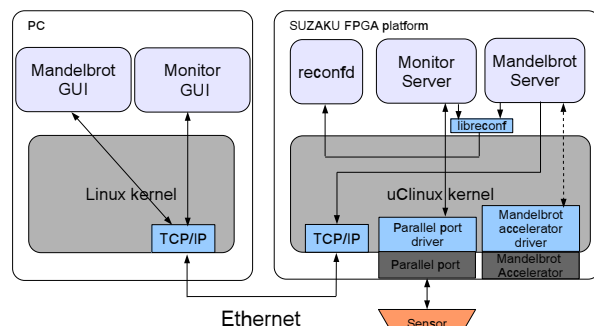 PC
Mandelbrot
GUI
Monitor
GUI
Linux kernel
TCP/IP
SUZAKU FPGA platform
reconfd
Monitor
Server
Mandelbrot
Server
libreconf
uClinux kernel
TCP/IP
Parallel port
driver
Mandelbrot
accelerator
driver
Parallel port
Mandelbrot
Accelerator
Ethernet
Sensor